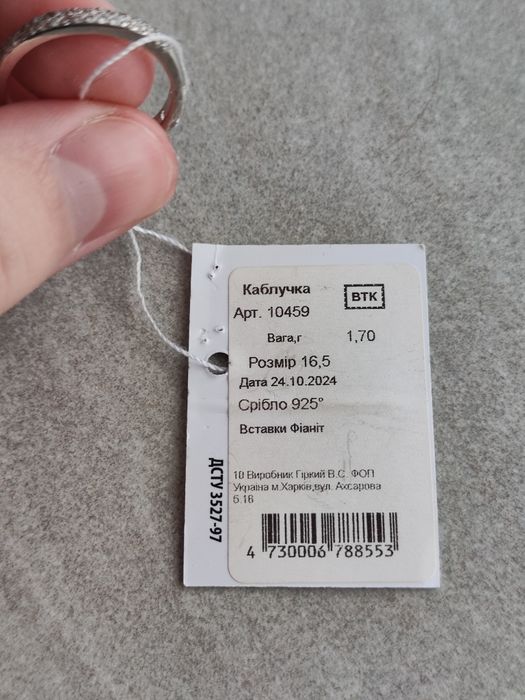 Каблучка
ВТК
Арт. 10459
Вага,г 1,70
Розмір 16,5
Дата 24.10.2024
Срібло 925°
Вставки Фіаніт
10 Виробник Гіркий В.С. ФОП
Україна м.Харків,вул. Ахсарова
б.16
4 730006 788553
ДСТУ 3527-97